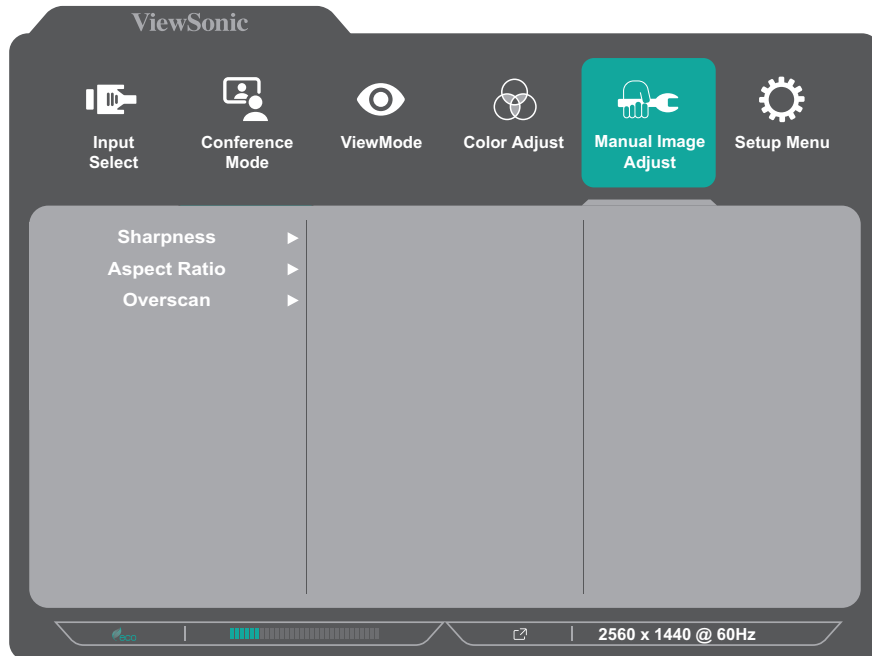 ViewSonic
Input
Select
Conference
Mode
ViewMode
Color Adjust
Manual Image
Adjust
Setup Menu
Sharpness
Aspect Ratio
Overscan
eco
2560 x 1440 @ 60Hz